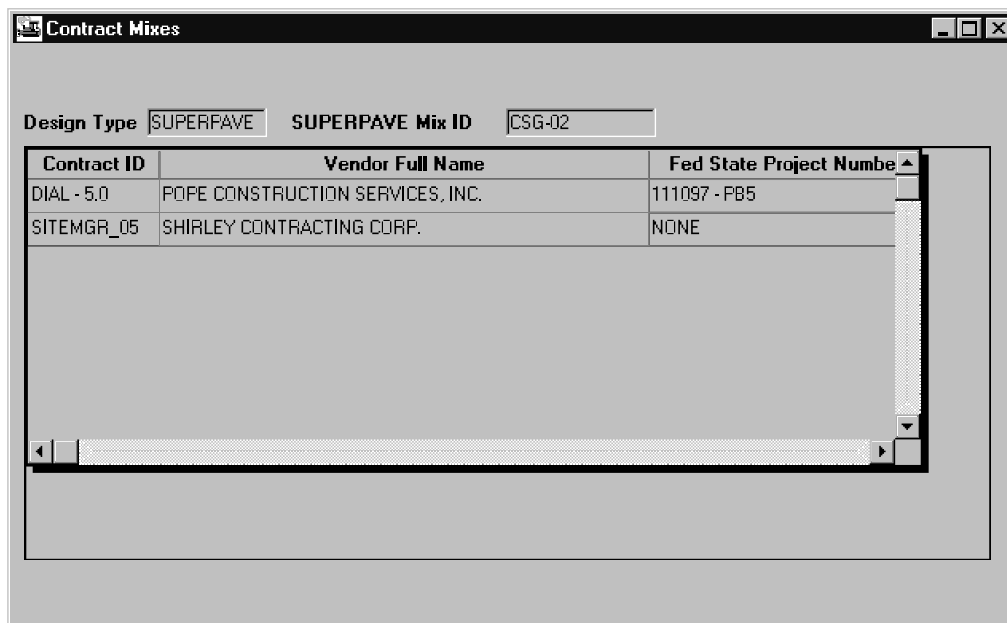 Contract Mixes
Design Type SUPERPAVE SUPERPAVE Mix ID CSG-02
Contract ID Vendor Full Name Fed State Project Numbe
DIAL - 5.0 POPE CONSTRUCTION SERVICES, INC. 111097 - PB5
SITEMGR_05 SHIRLEY CONTRACTING CORP. NONE